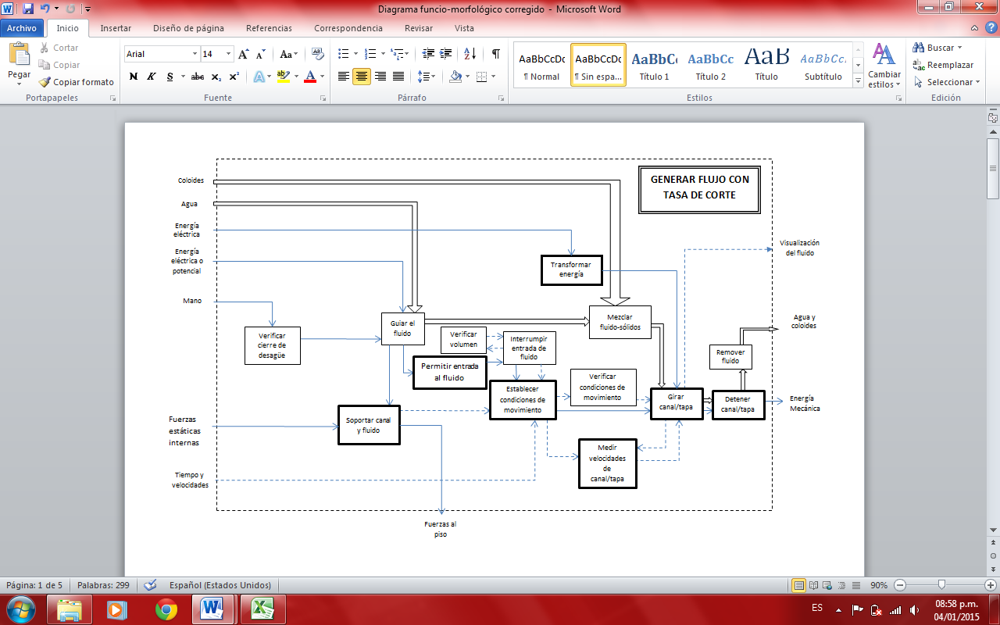 Diagrama funcio-morfológico corregido - Microsoft Word
Archivo Inicio Insertar Diseño de página Referencias Correspondencia Revisar Vista
Pegar
Cortar
Copiar
Copiar formato
Portapapeles
Arial 14
Fuente
Párrafo
AaBbCcDc AaBbCcDc AaBbC AaBbCc AaB AaBbCc.
¶ Normal ¶ Sin espa... Título 1 Título 2 Título Subtítulo
Cambiar
estilos
Estilos
Buscar
Reemplazar
Seleccionar
Edición
GENERAR FLUJO CON
TASA DE CORTE
Coloides
Agua
Energía
eléctrica
Energía
eléctrica o
potencial
Mano
Fuerzas
estáticas
internas
Tiempo y
velocidades
Verificar
cierre de
desagüe
Guiar el
fluido
Verificar
volumen
Interrumpir
entrada de
fluido
Permitir entrada
al fluido
Soportar canal
y fluido
Establecer
condiciones de
movimiento
Transformar
energía
Mezclar
fluido-sólidos
Verificar
condiciones de
movimiento
Girar
canal/tapa
Medir
velocidades
de
canal/tapa
Remover
fluido
Detener
canal/tapa
Visualización
del fluido
Agua y
coloides
Energía
Mecánica
Fuerzas al
piso
Página: 1 de 5 Palabras: 299 Español (Estados Unidos) 90%
ES 08:58 p.m.
04/01/2015